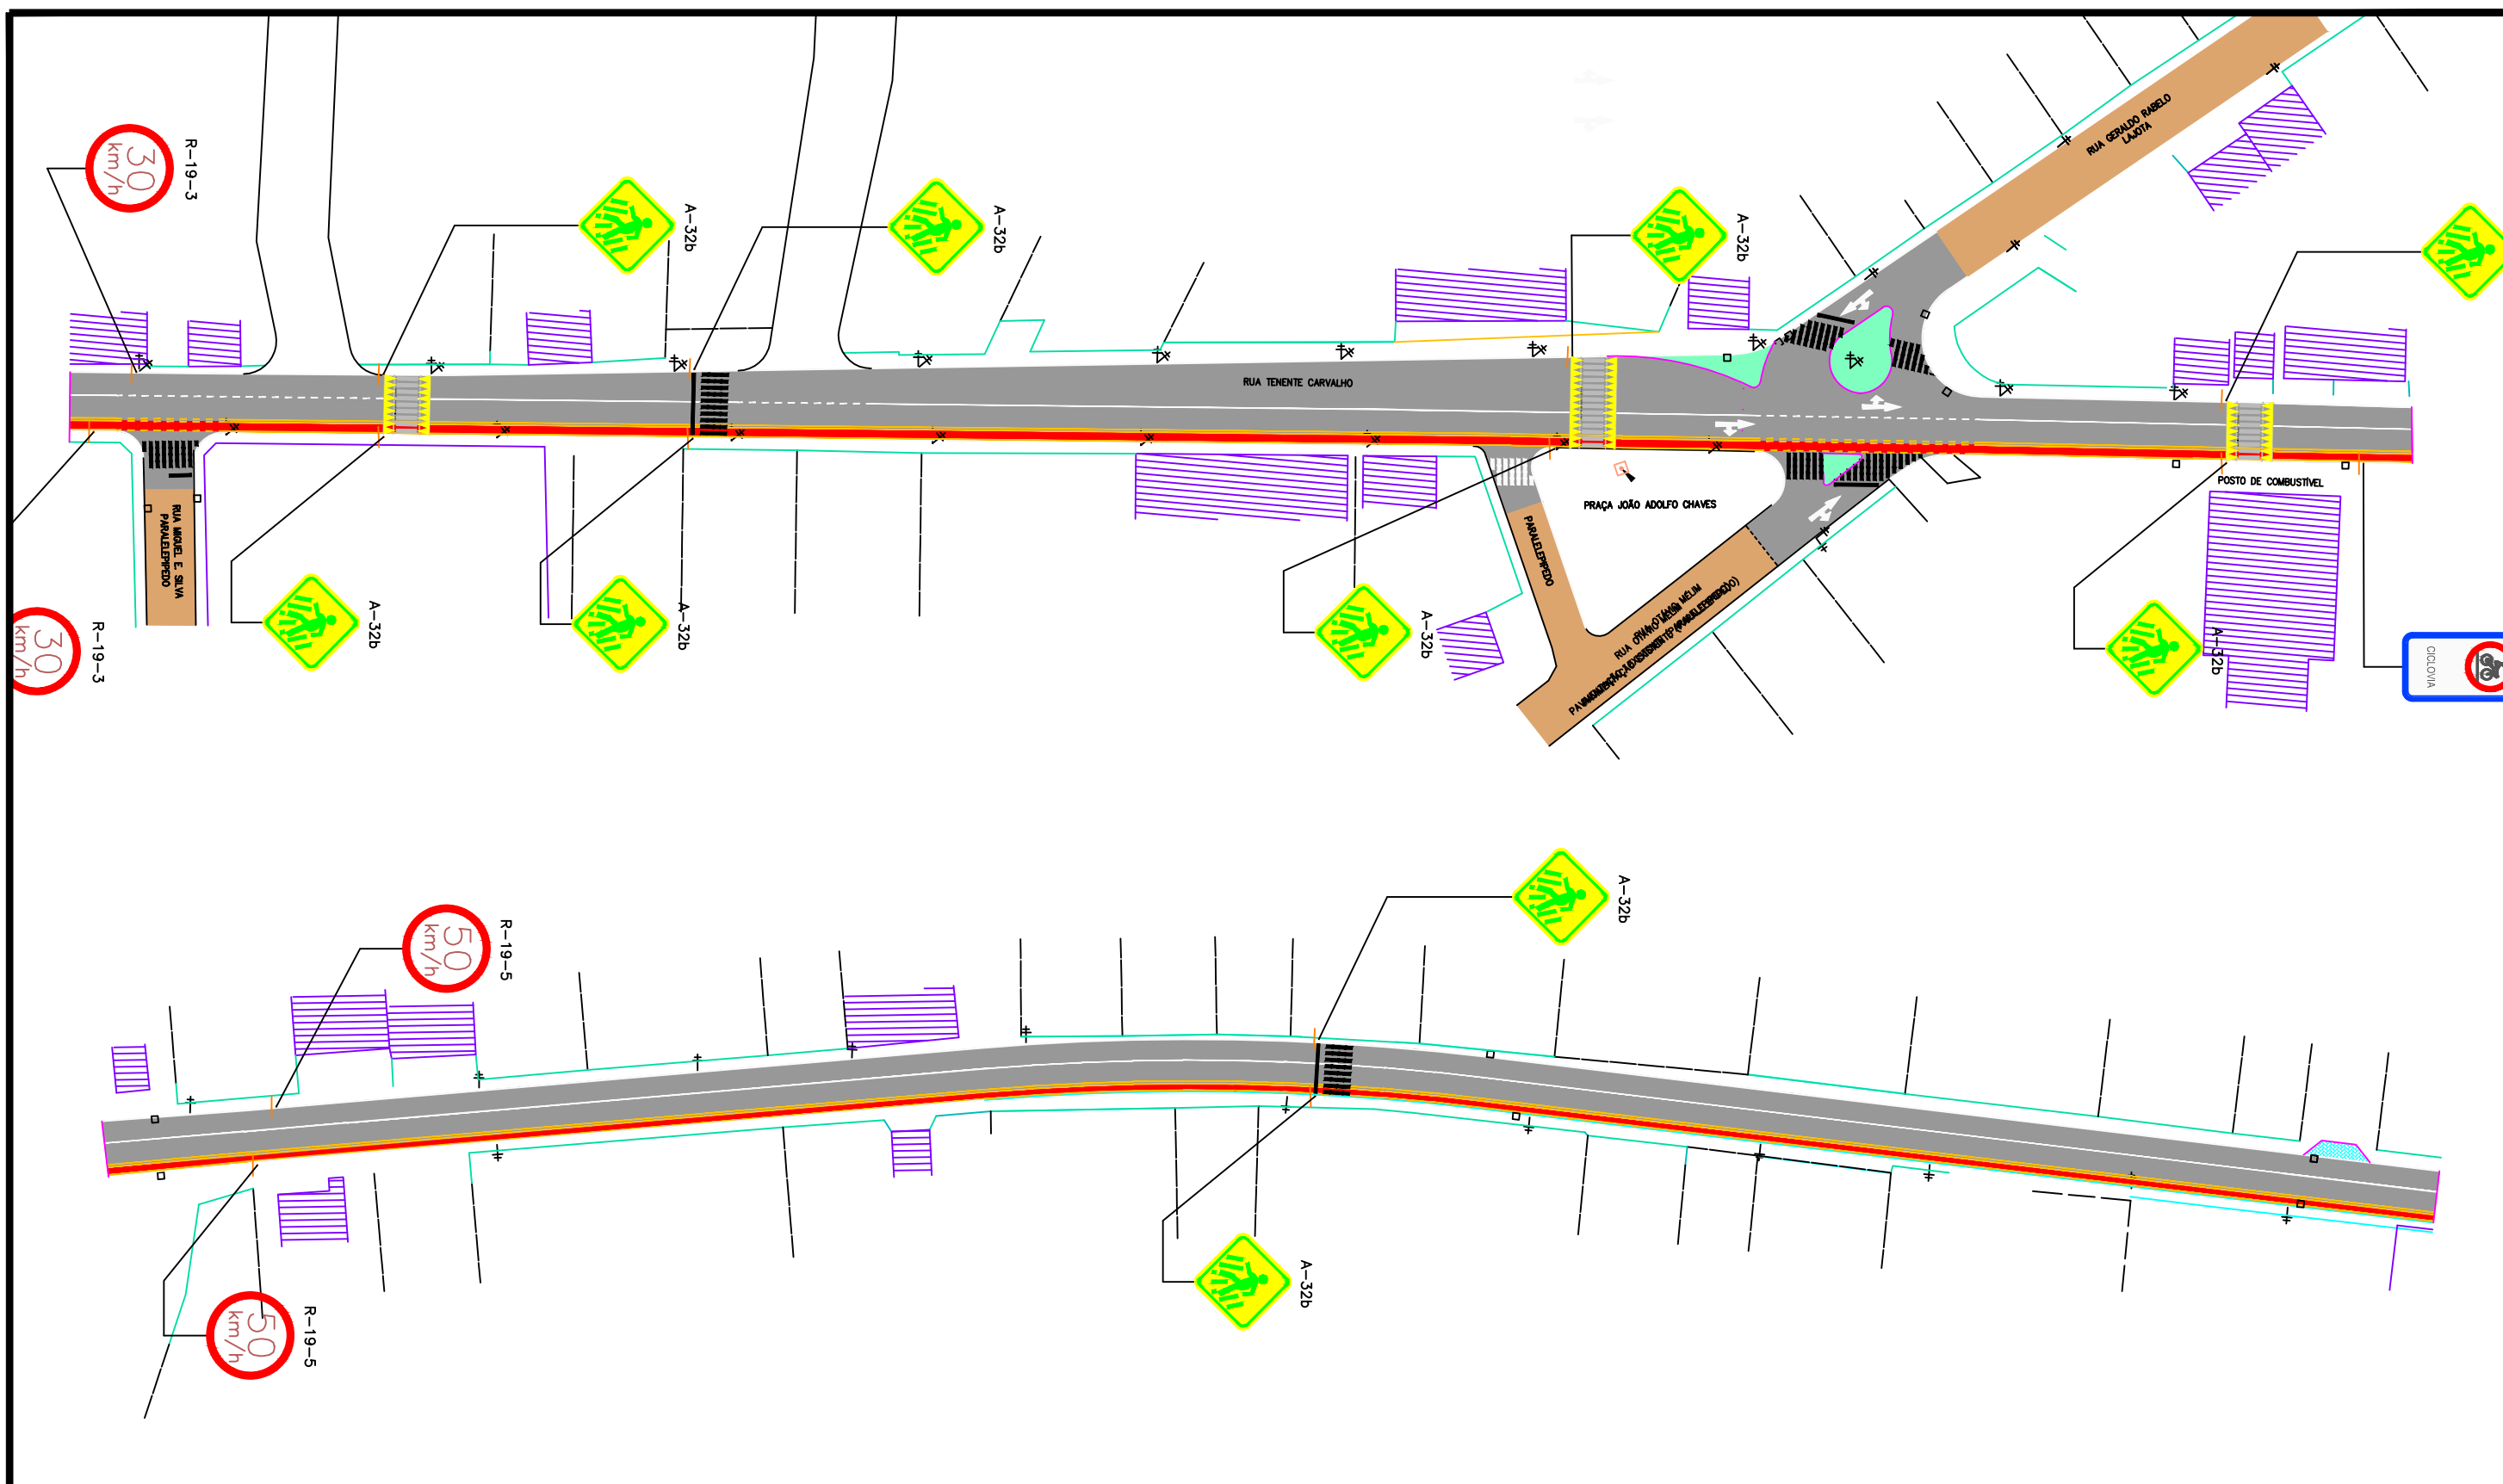 R-19-3
30
km/h
A-32b
A-32b
A-32b
RUA GERALDO RABELO
LAJOTA
RUA TENENTE CARVALHO
POSTO DE COMBUSTÍVEL
PRAÇA JOÃO ADOLFO CHAVES
RUA MIGUEL E. SILVA
PARALELEPIPEDO
PARALELEPIPEDO
R-19-3
30
km/h
A-32b
A-32b
A-32b
A-32b
CICLOVIA
A-32b
R-19-5
50
km/h
A-32b
R-19-5
50
km/h